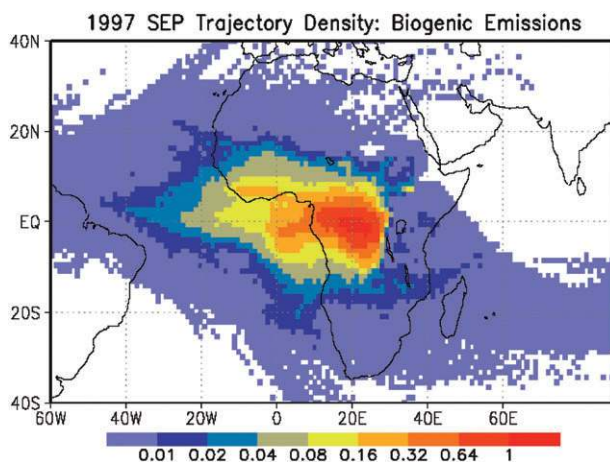 1997 SEP Trajectory Density: Biogenic Emissions
40N
20N
EQ
20S
40S
60W 40W 20W 0 20E 40E 60E
0.01 0.02 0.04 0.08 0.16 0.32 0.64 1